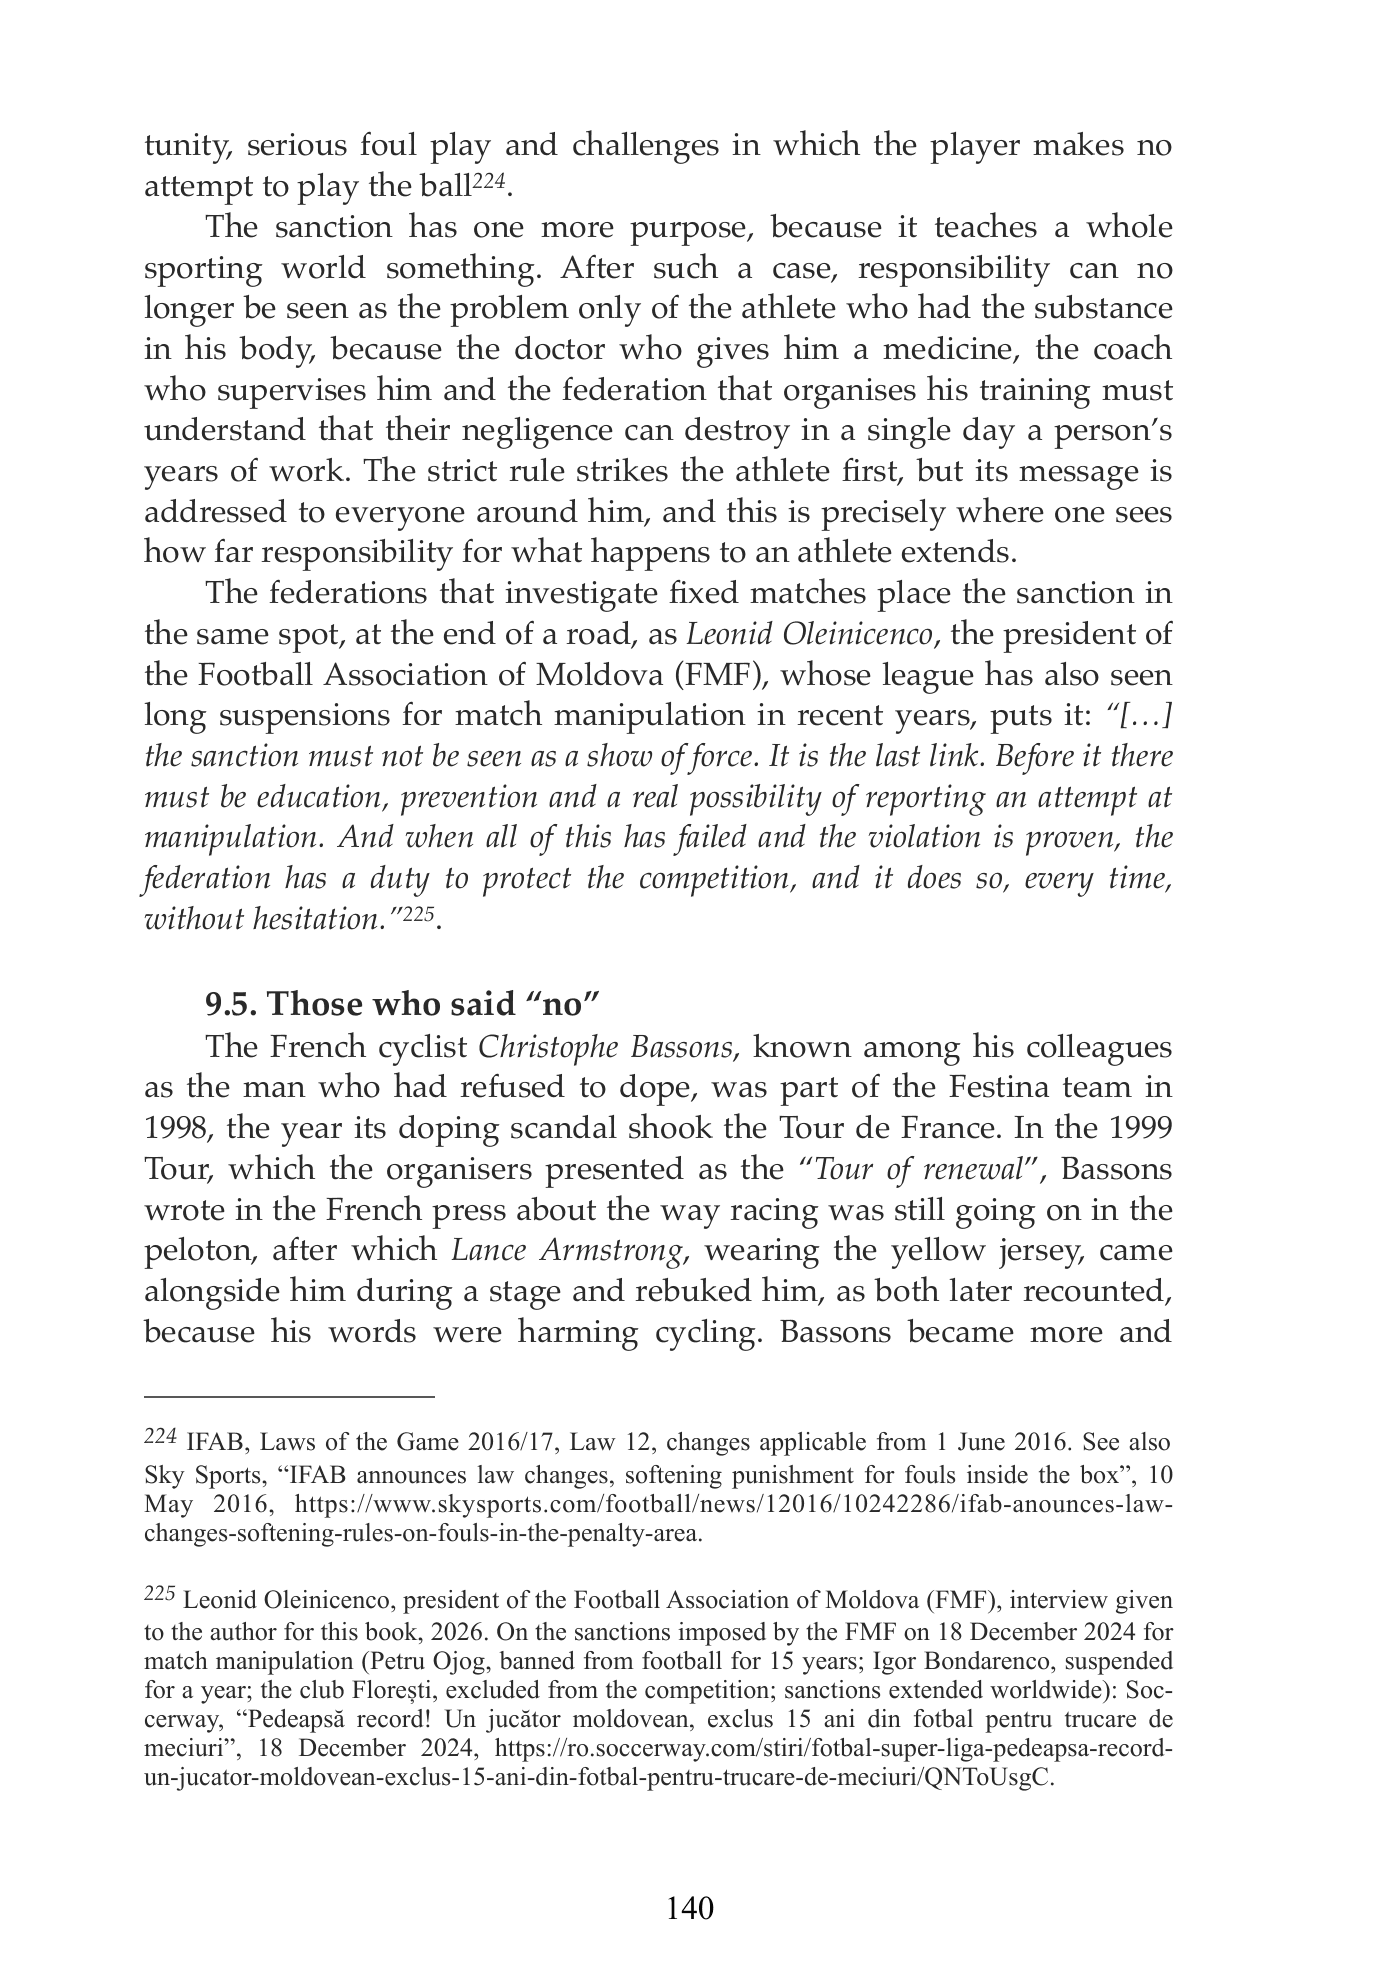 tunity, serious foul play and challenges in which the player makes no
attempt to play the ball224.
The sanction has one more purpose, because it teaches a whole
sporting world something. After such a case, responsibility can no
longer be seen as the problem only of the athlete who had the substance
in his body, because the doctor who gives him a medicine, the coach
who supervises him and the federation that organises his training must
understand that their negligence can destroy in a single day a person’s
years of work. The strict rule strikes the athlete first, but its message is
addressed to everyone around him, and this is precisely where one sees
how far responsibility for what happens to an athlete extends.
The federations that investigate fixed matches place the sanction in
the same spot, at the end of a road, as Leonid Oleinicenco, the president of
the Football Association of Moldova (FMF), whose league has also seen
long suspensions for match manipulation in recent years, puts it: “[…]
the sanction must not be seen as a show of force. It is the last link. Before it there
must be education, prevention and a real possibility of reporting an attempt at
manipulation. And when all of this has failed and the violation is proven, the
federation has a duty to protect the competition, and it does so, every time,
without hesitation.”225.
9.5. Those who said “no”
The French cyclist Christophe Bassons, known among his colleagues
as the man who had refused to dope, was part of the Festina team in
1998, the year its doping scandal shook the Tour de France. In the 1999
Tour, which the organisers presented as the “Tour of renewal”, Bassons
wrote in the French press about the way racing was still going on in the
peloton, after which Lance Armstrong, wearing the yellow jersey, came
alongside him during a stage and rebuked him, as both later recounted,
because his words were harming cycling. Bassons became more and
224 IFAB, Laws of the Game 2016/17, Law 12, changes applicable from 1 June 2016. See also
Sky Sports, “IFAB announces law changes, softening punishment for fouls inside the box”, 10
May 2016, https://www.skysports.com/football/news/12016/10242286/ifab-anounces-law-
changes-softening-rules-on-fouls-in-the-penalty-area.
225 Leonid Oleinicenco, president of the Football Association of Moldova (FMF), interview given
to the author for this book, 2026. On the sanctions imposed by the FMF on 18 December 2024 for
match manipulation (Petru Ojog, banned from football for 15 years; Igor Bondarenco, suspended
for a year; the club Florești, excluded from the competition; sanctions extended worldwide): Soc-
cerway, “Pedeapsă record! Un jucător moldovean, exclus 15 ani din fotbal pentru trucare de
meciuri”, 18 December 2024, https://ro.soccerway.com/stiri/fotbal-super-liga-pedeapsa-record-
un-jucator-moldovean-exclus-15-ani-din-fotbal-pentru-trucare-de-meciuri/QNToUsgC.
140